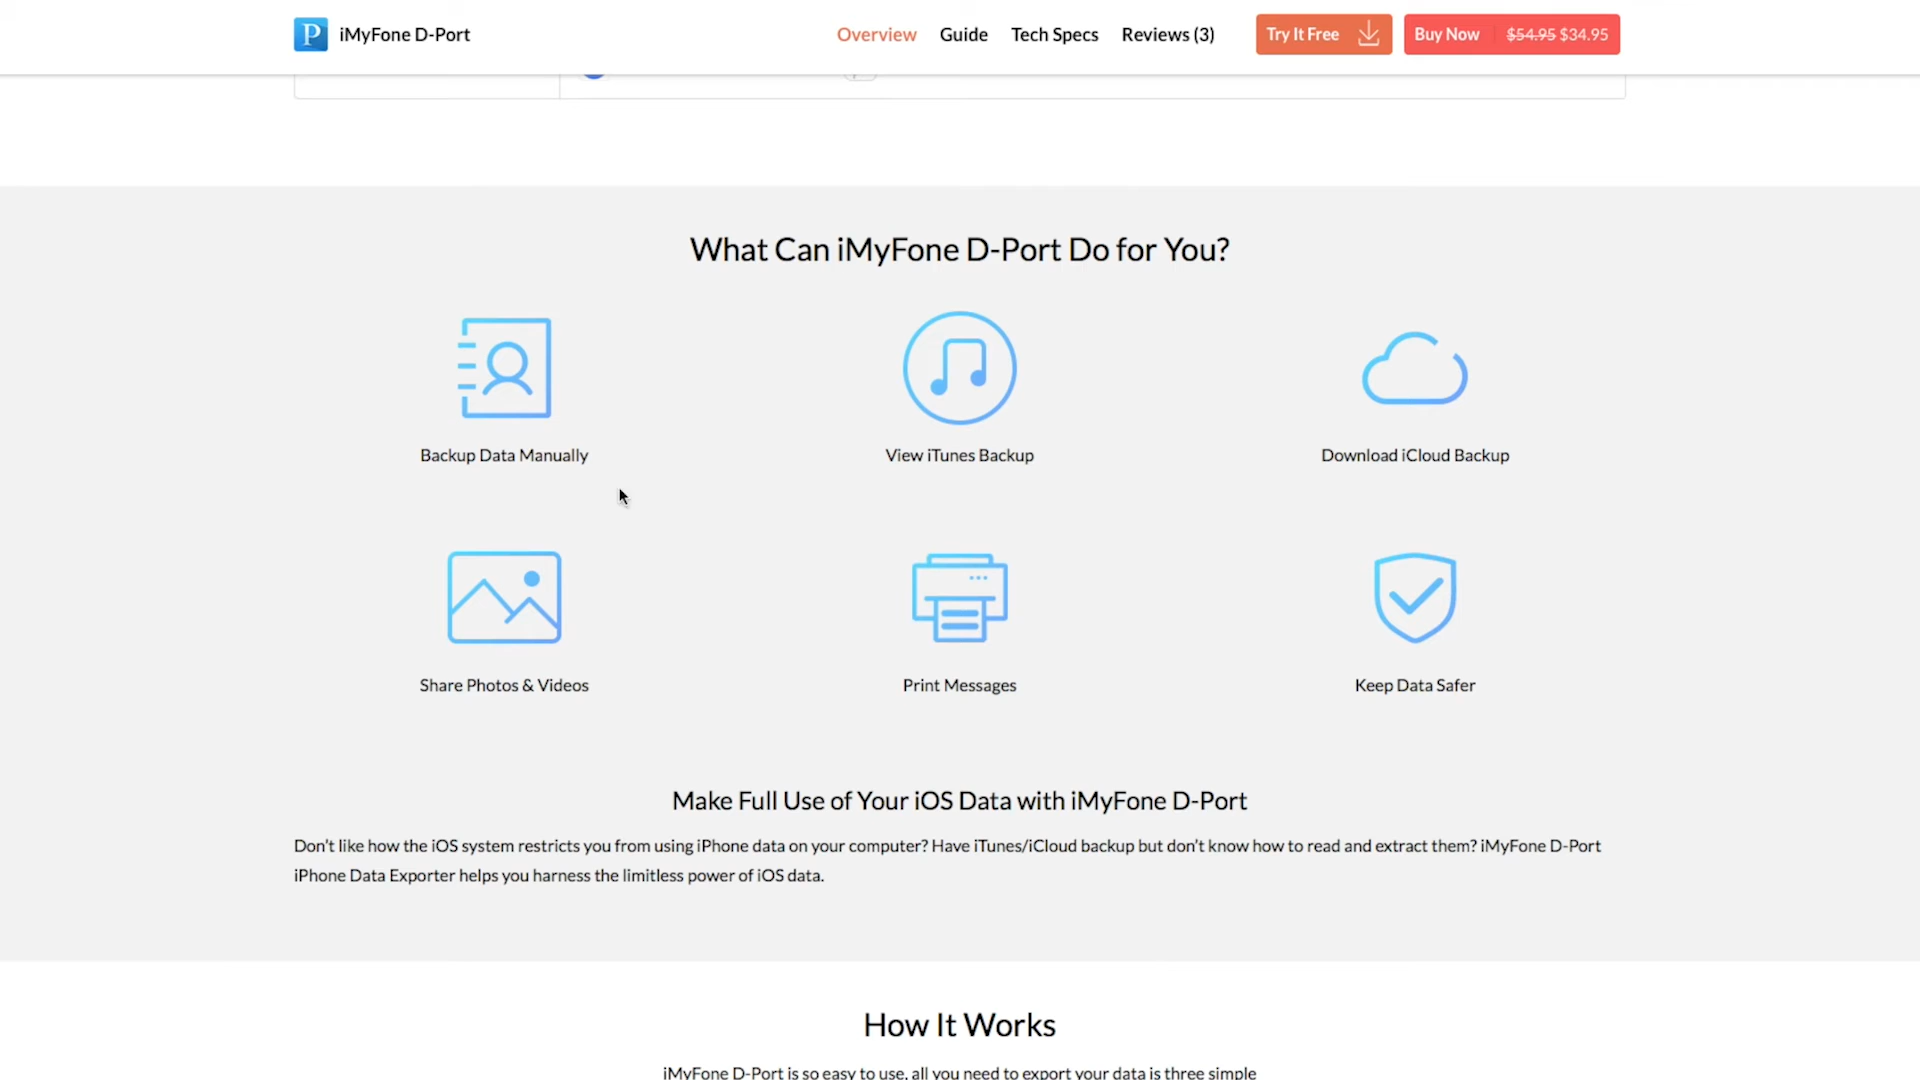 P iMyFone D-Port Overview Guide Tech Specs Reviews (3) Try It Free Buy Now $54.95 $34.95
What Can iMyFone D-Port Do for You?
Backup Data Manually View iTunes Backup Download iCloud Backup
Share Photos & Videos Print Messages Keep Data Safer
Make Full Use of Your iOS Data with iMyFone D-Port
Don't like how the iOS system restricts you from using iPhone data on your computer? Have iTunes/iCloud backup but don't know how to read and extract them? iMyFone D-Port
iPhone Data Exporter helps you harness the limitless power of iOS data.
How It Works
iMyFone D-Port is so easy to use, all you need to export your data is three simple